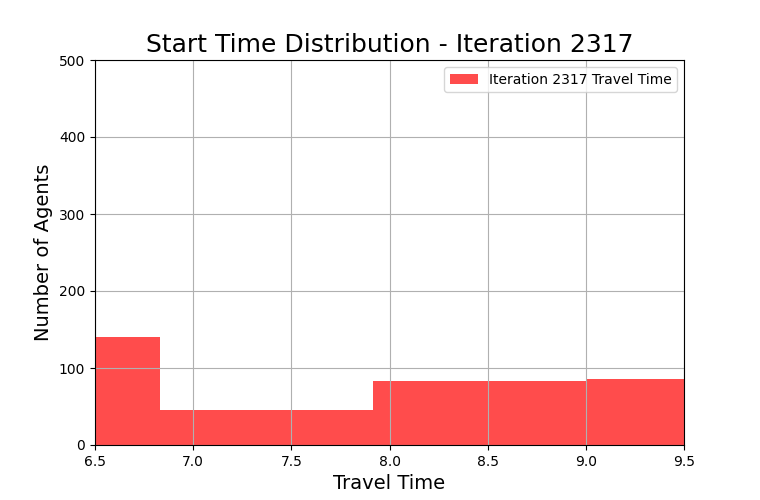 Start Time Distribution - Iteration 2317
500
Iteration 2317 Travel Time
400
300
200
100
0
Number of Agents
6.5 7.0 7.5 8.0 8.5 9.0 9.5
Travel Time